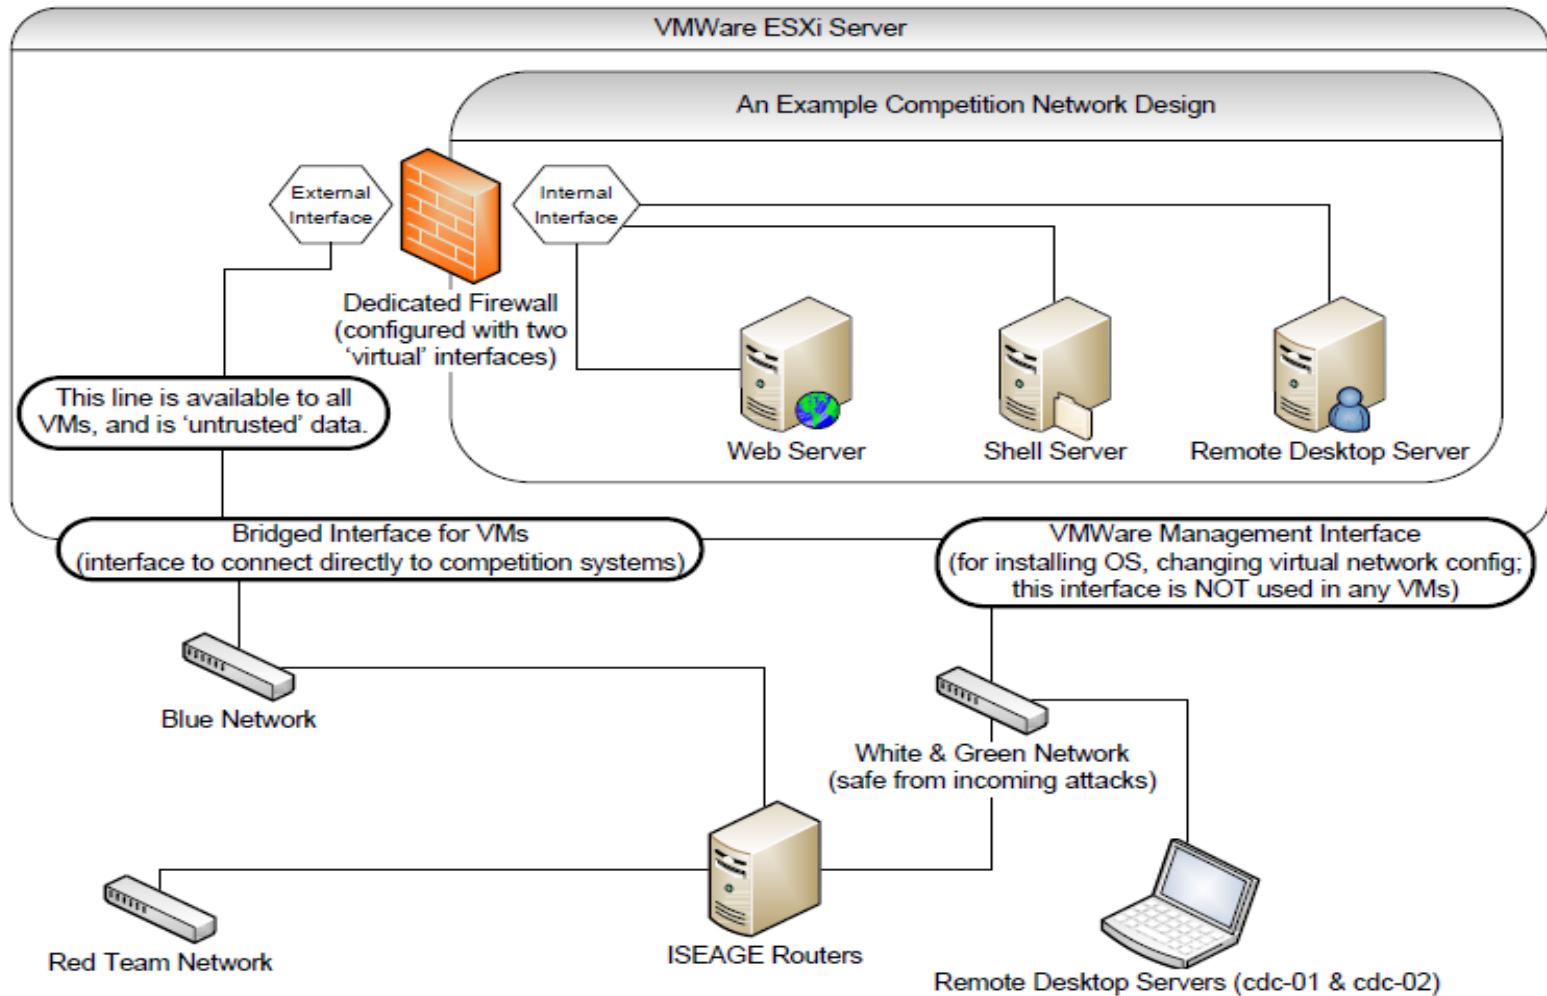 VMWare ESXi Server
An Example Competition Network Design
External
Interface
Internal
Interface
Dedicated Firewall
(configured with two
‘virtual’ interfaces)
This line is available to all
VMs, and is ‘untrusted’ data.
Web Server
Shell Server
Remote Desktop Server
Bridged Interface for VMs
(interface to connect directly to competition systems)
VMWare Management Interface
(for installing OS, changing virtual network config;
this interface is NOT used in any VMs)
Blue Network
White & Green Network
(safe from incoming attacks)
Red Team Network
ISEAGE Routers
Remote Desktop Servers (cdc-01 & cdc-02)